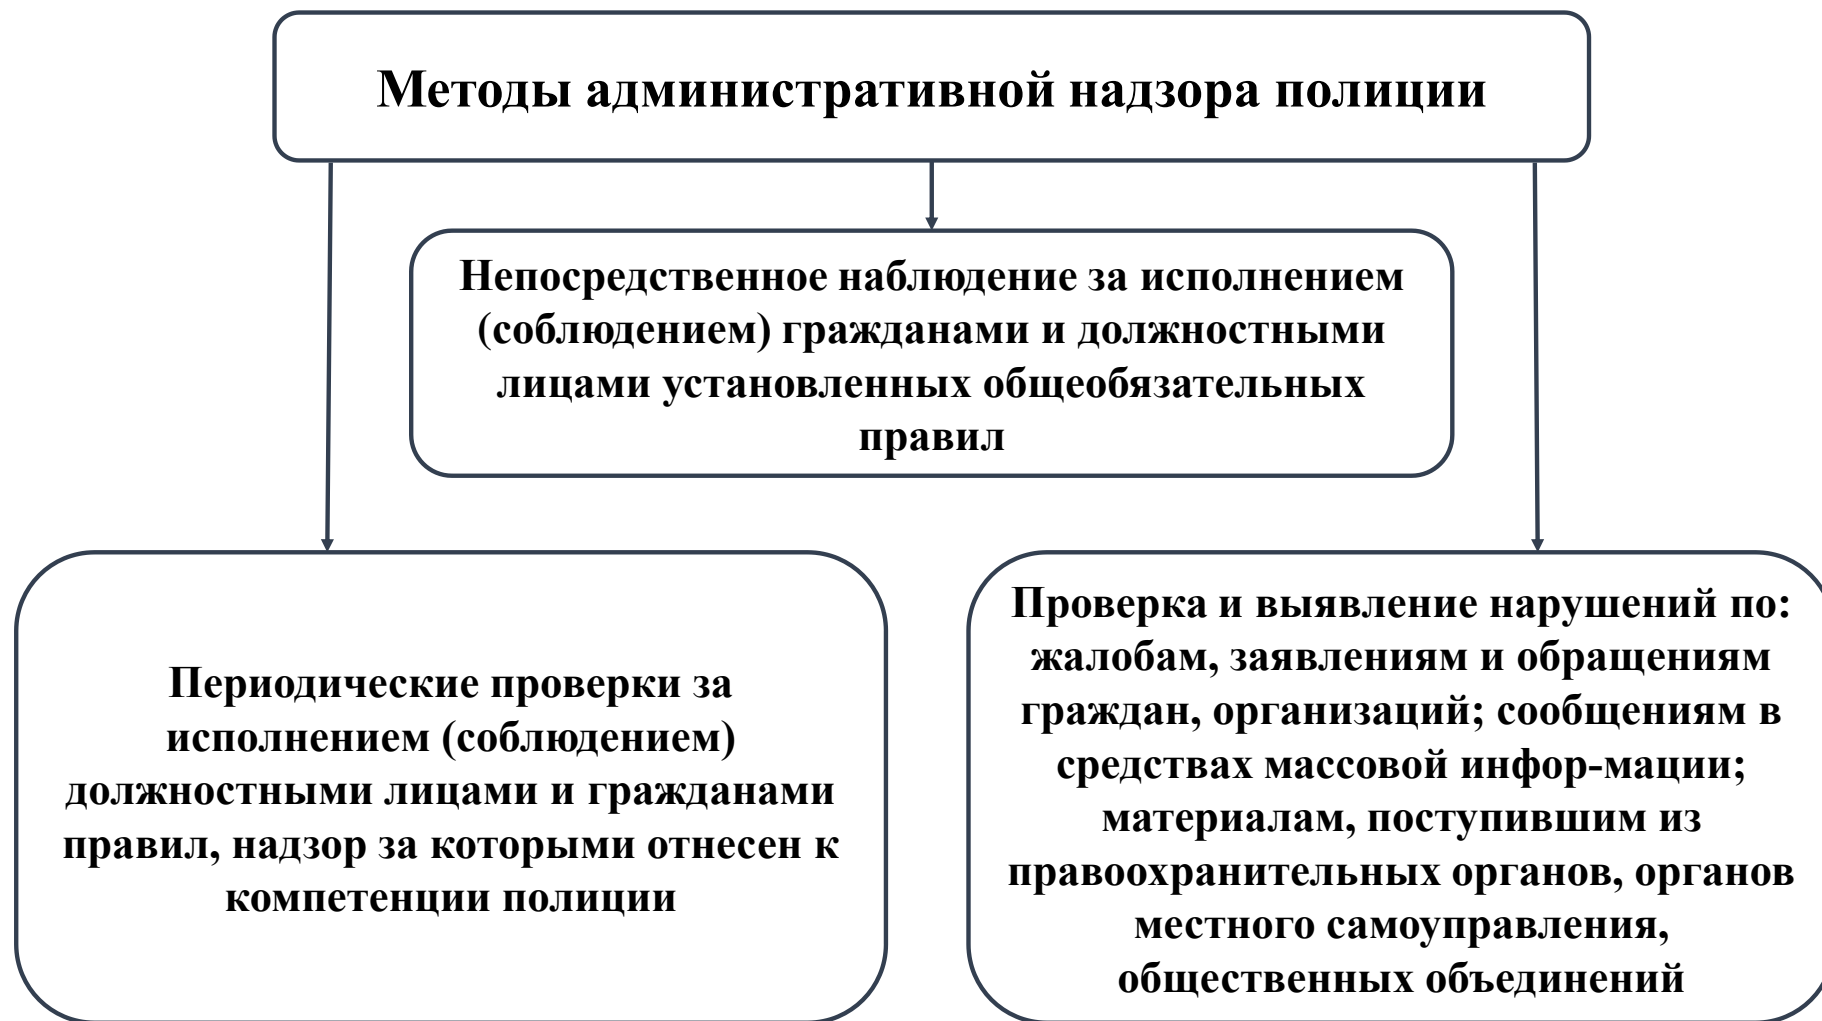 Методы административной надзора полиции
Непосредственное наблюдение за исполнением
(соблюдением) гражданами и должностными
лицами установленных общеобязательных
правил
Периодические проверки за
исполнением (соблюдением)
должностными лицами и гражданами
правил, надзор за которыми отнесен к
компетенции полиции
Проверка и выявление нарушений по:
жалобам, заявлениям и обращениям
граждан, организаций; сообщениям в
средствах массовой инфор-мации;
материалам, поступившим из
правоохранительных органов, органов
местного самоуправления,
общественных объединений